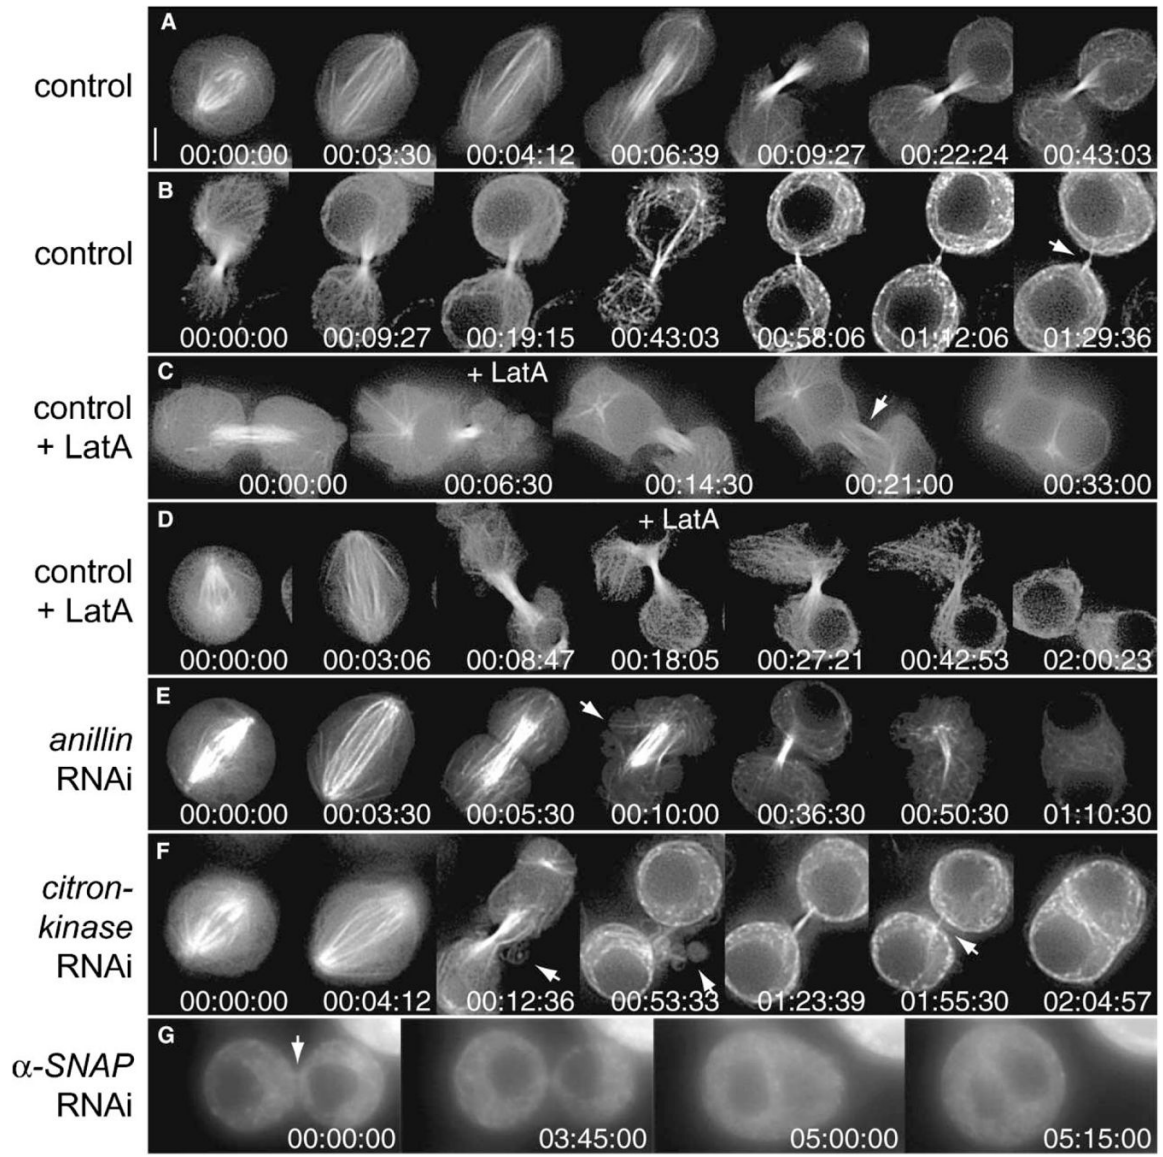 A
control
00:00:00 00:03:30 00:04:12 00:06:39 00:09:27 00:22:24 00:43:03
B
control
00:00:00 00:09:27 00:19:15 00:43:03 00:58:06 01:12:06 01:29:36
C
+ LatA
control
+ LatA
00:00:00 00:06:30 00:14:30 00:21:00 00:33:00
D
+ LatA
control
+ LatA
00:00:00 00:03:06 00:08:47 00:18:05 00:27:21 00:42:53 02:00:23
E
anillin
RNAi
00:00:00 00:03:30 00:05:30 00:10:00 00:36:30 00:50:30 01:10:30
F
citron-
kinase
RNAi
00:00:00 00:04:12 00:12:36 00:53:33 01:23:39 01:55:30 02:04:57
G
α-SNAP
RNAi
00:00:00 03:45:00 05:00:00 05:15:00